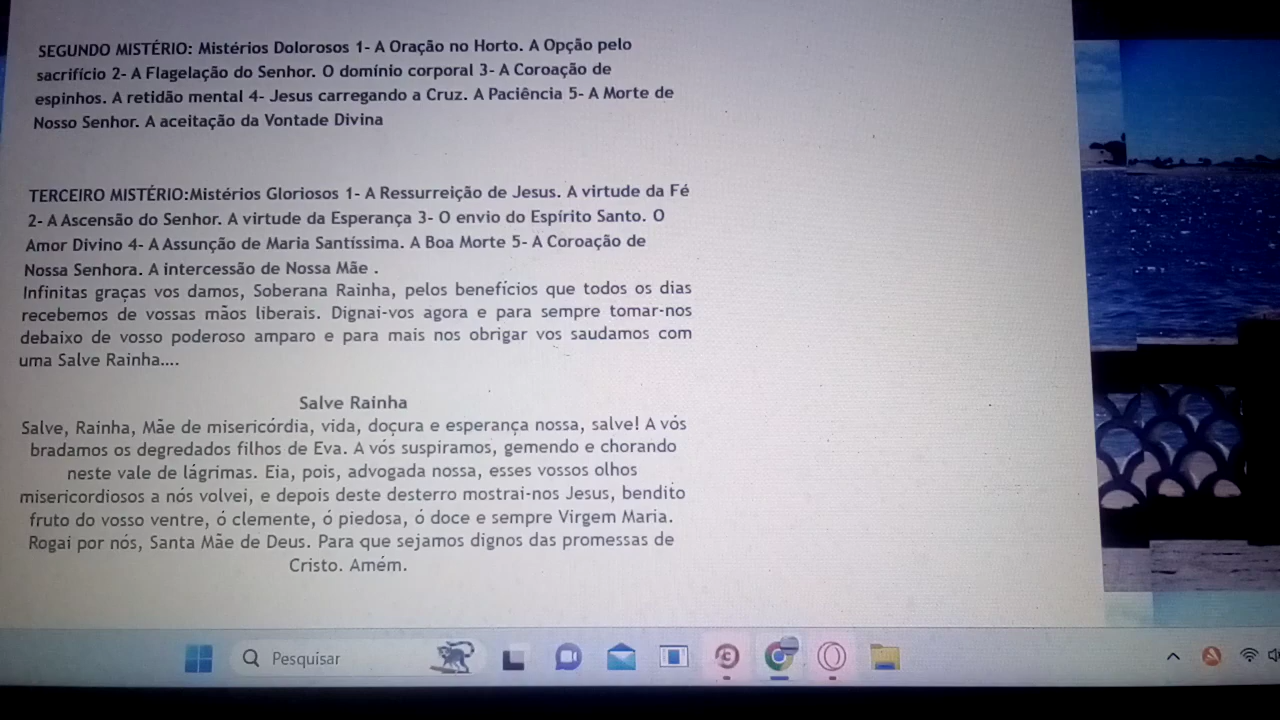 SEGUNDO MISTÉRIO: Mistérios Dolorosos 1- A Oração no Horto. A Opção pelo
sacrifício 2- A Flagelação do Senhor. O domínio corporal 3- A Coroação de
espinhos. A retidão mental 4- Jesus carregando a Cruz. A Paciência 5- A Morte de
Nosso Senhor. A aceitação da Vontade Divina
TERCEIRO MISTÉRIO:Mistérios Gloriosos 1- A Ressurreição de Jesus. A virtude da Fé
2- A Ascensão do Senhor. A virtude da Esperança 3- O envio do Espírito Santo. O
Amor Divino 4- A Assunção de Maria Santíssima. A Boa Morte 5- A Coroação de
Nossa Senhora. A intercessão de Nossa Mãe .
Infinitas graças vos damos, Soberana Rainha, pelos benefícios que todos os dias
recebemos de vossas mãos liberais. Dignai-vos agora e para sempre tomar-nos
debaixo de vosso poderoso amparo e para mais nos obrigar vos saudamos com
uma Salve Rainha....
Salve Rainha
Salve, Rainha, Mãe de misericórdia, vida, doçura e esperança nossa, salve! A vós
bradamos os degredados filhos de Eva. A vós suspiramos, gemendo e chorando
neste vale de lágrimas. Eia, pois, advogada nossa, esses vossos olhos
misericordiosos a nós volvei, e depois deste desterro mostrai-nos Jesus, bendito
fruto do vosso ventre, ó clemente, ó piedosa, ó doce e sempre Virgem Maria.
Rogai por nós, Santa Mãe de Deus. Para que sejamos dignos das promessas de
Cristo. Amém.
Pesquisar